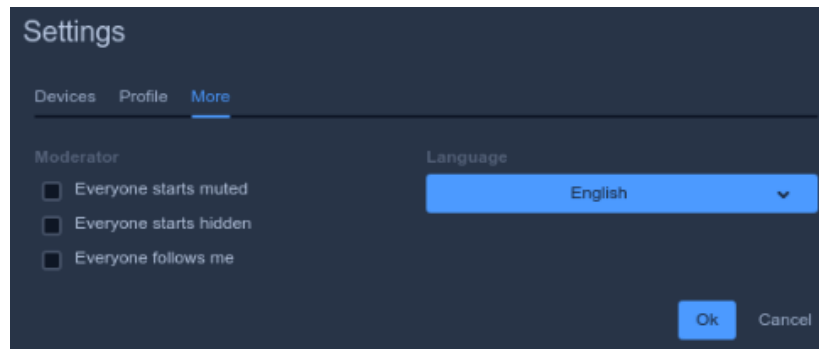 Settings
Devices Profile More
Moderator
Everyone starts muted
Everyone starts hidden
Everyone follows me
Language
English
Ok Cancel